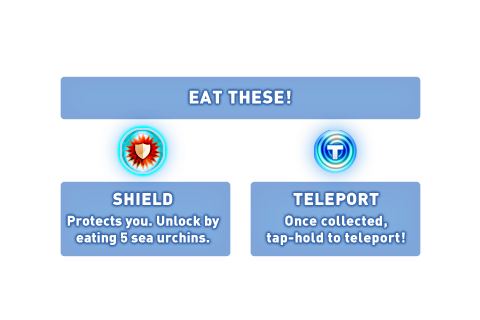 EAT THESE!
T
SHIELD
Protects you. Unlock by
eating 5 sea urchins.
TELEPORT
Once collected,
tap-hold to teleport!